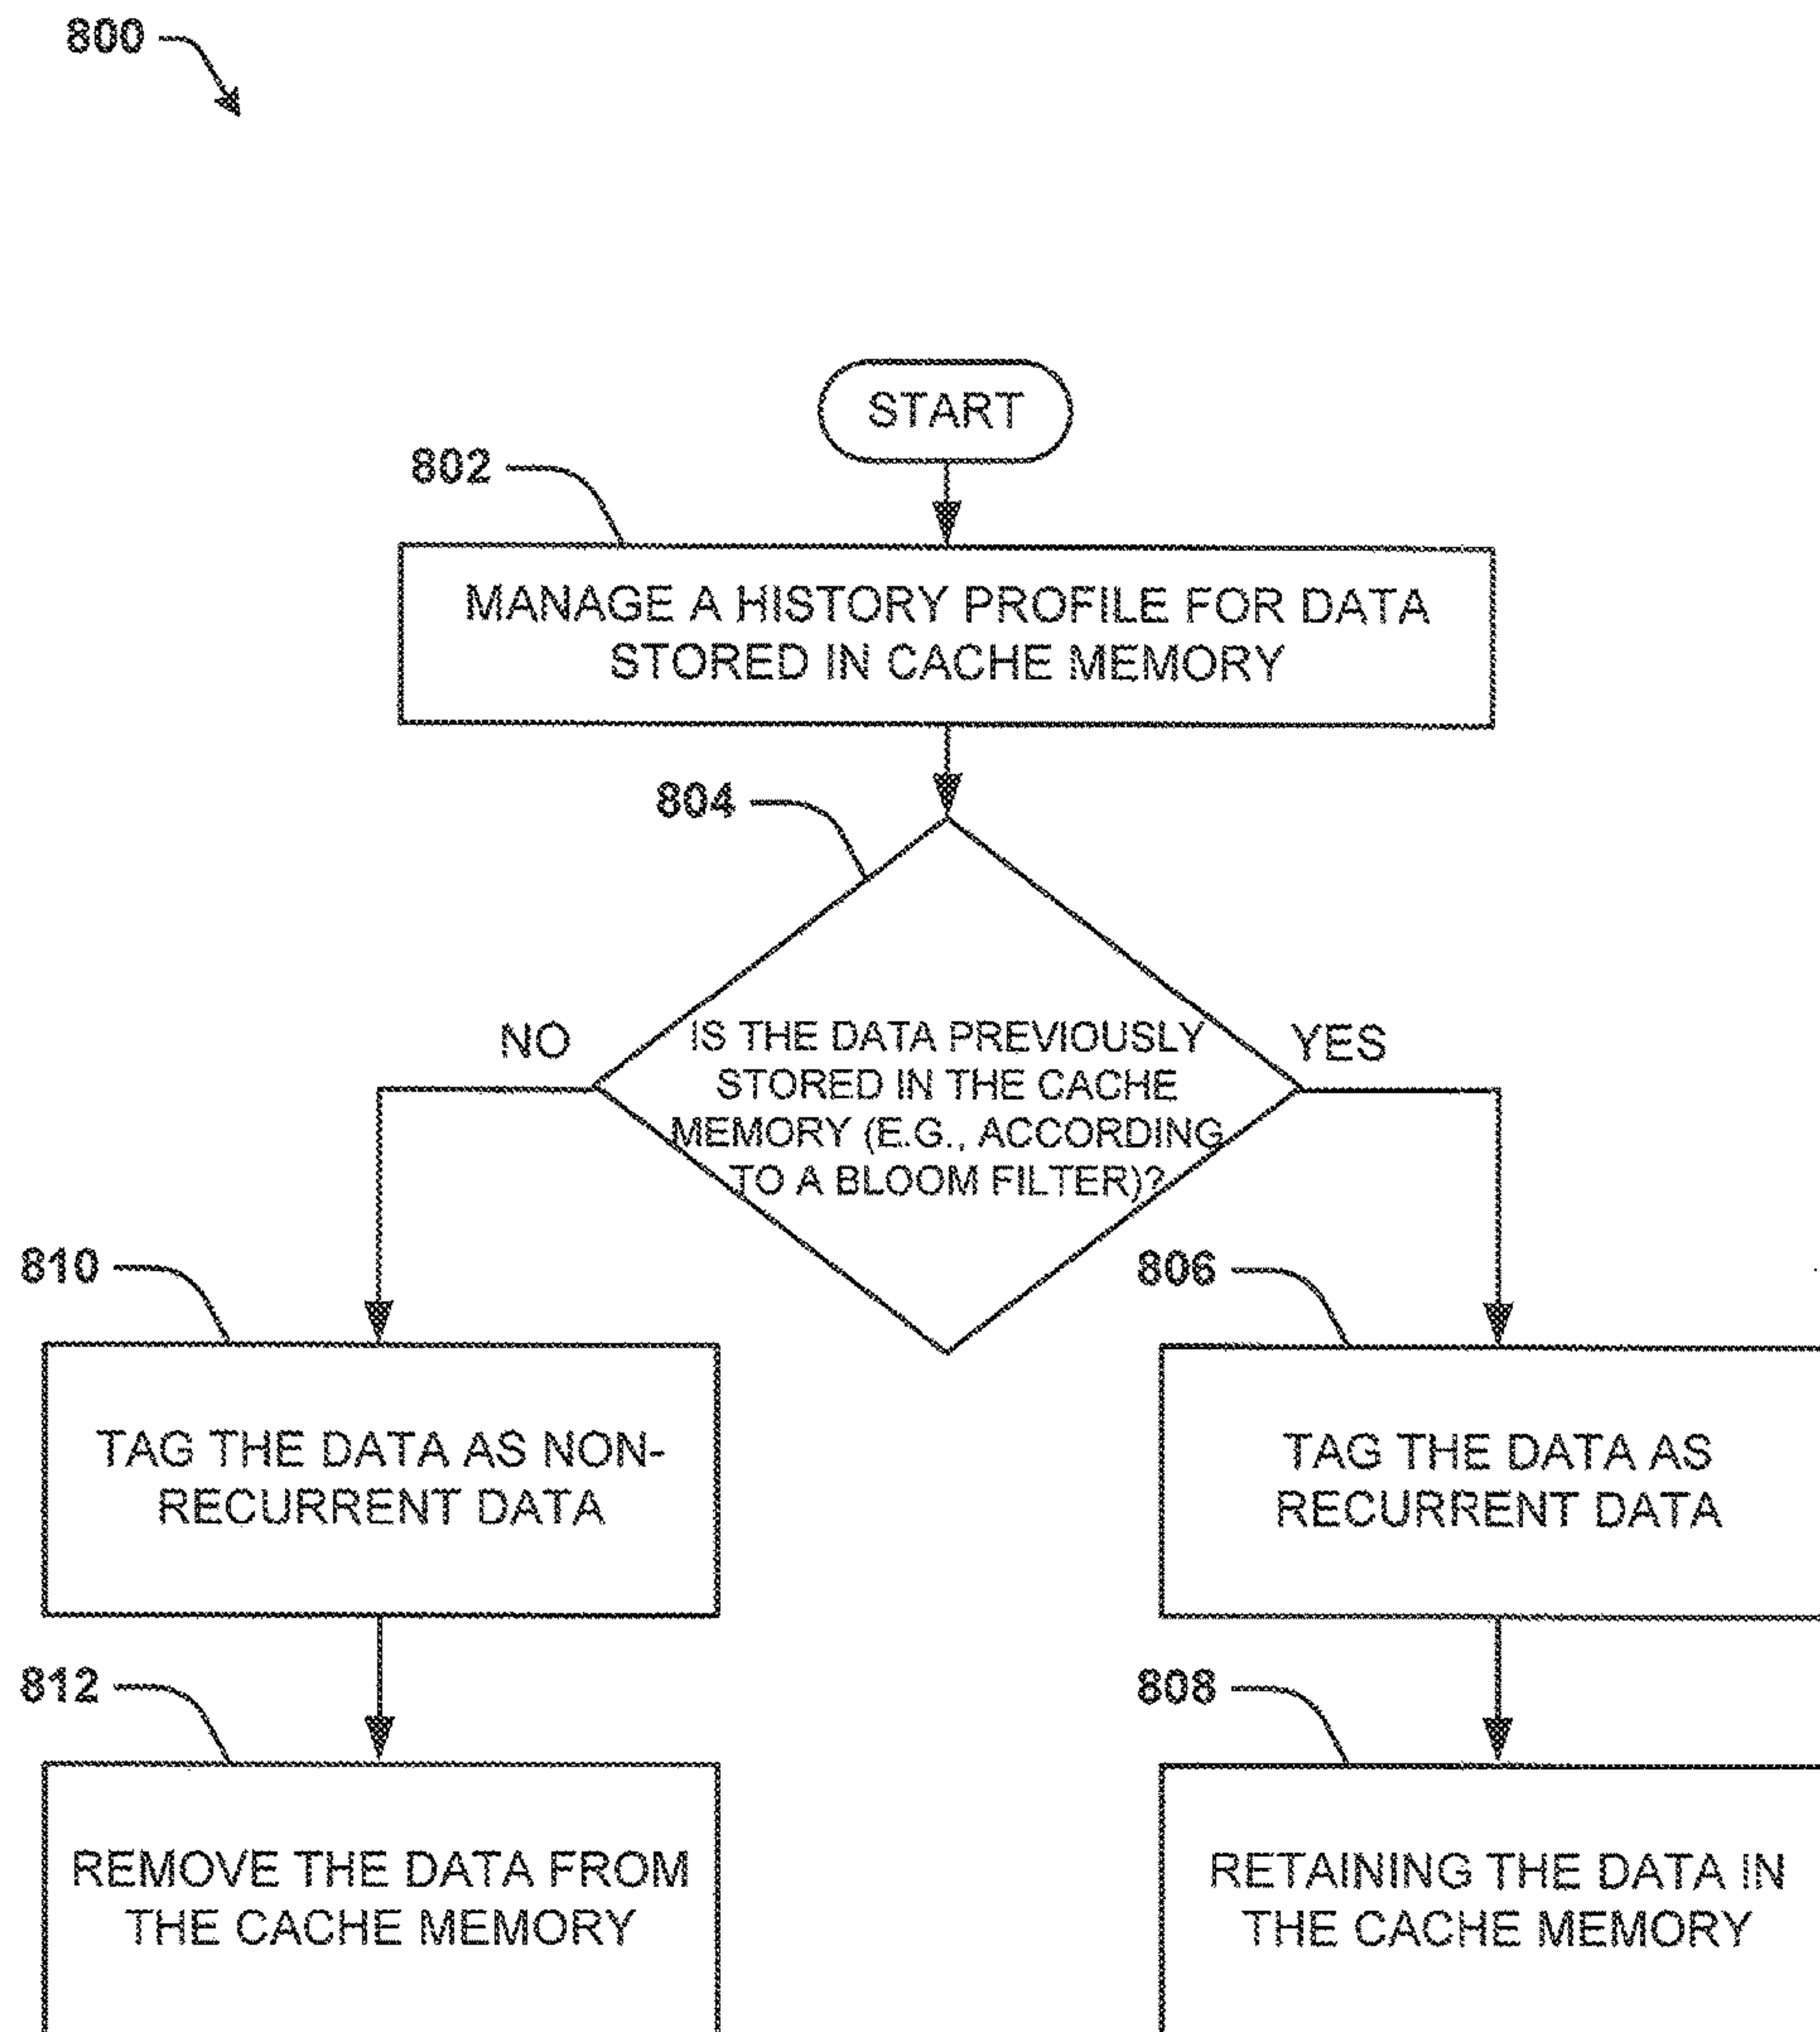 800
START
802
MANAGE A HISTORY PROFILE FOR DATA
STORED IN CACHE MEMORY
804
NO
YES
IS THE DATA PREVIOUSLY
STORED IN THE CACHE
MEMORY (E.G., ACCORDING
TO A BLOOM FILTER)?
810
806
TAG THE DATA AS NON-
RECURRENT DATA
TAG THE DATA AS
RECURRENT DATA
812
808
REMOVE THE DATA FROM
THE CACHE MEMORY
RETAINING THE DATA IN
THE CACHE MEMORY